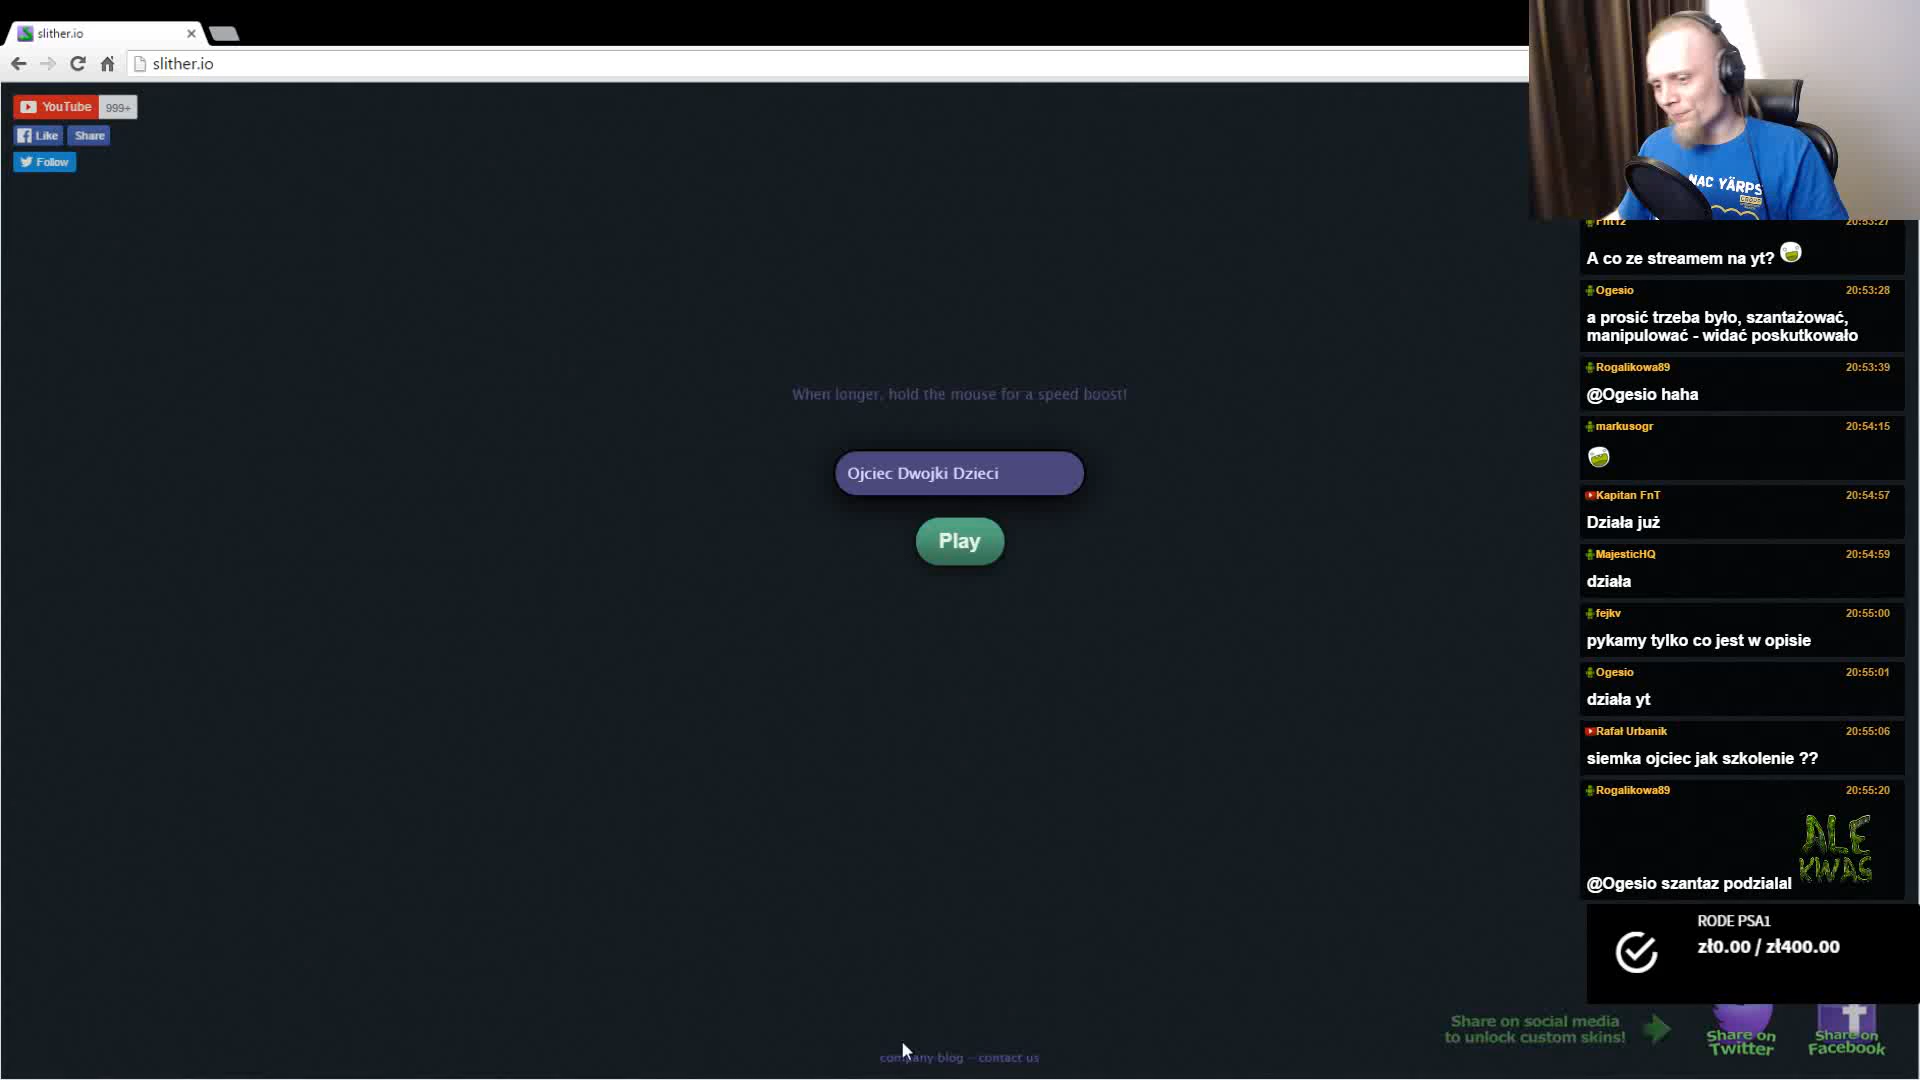 slither.io
slither.io
YouTube 999+
Like Share
Follow
When longer, hold the mouse for a speed boost!
Ojciec Dwojki Dzieci
Play
company blog - contact us
NAC YÄRPS
20:53:27
A co ze streamem na yt?
Ogesio 20:53:28
a prosić trzeba było, szantażować,
manipulować - widać poskutkowało
Rogalikowa89 20:53:39
@Ogesio haha
markusogr 20:54:15
Kapitan FnT 20:54:57
Działa już
MajesticHQ 20:54:59
działa
fejkv 20:55:00
pykamy tylko co jest w opisie
Ogesio 20:55:01
działa yt
Rafał Urbanik 20:55:06
siemka ojciec jak szkolenie ??
Rogalikowa89 20:55:20
ALE
KWAS
@Ogesio szantaz podzialal
RODE PSA1
zł0.00 / zł400.00
Share on social media
to unlock custom skins!
Share on
Twitter
Share on
Facebook